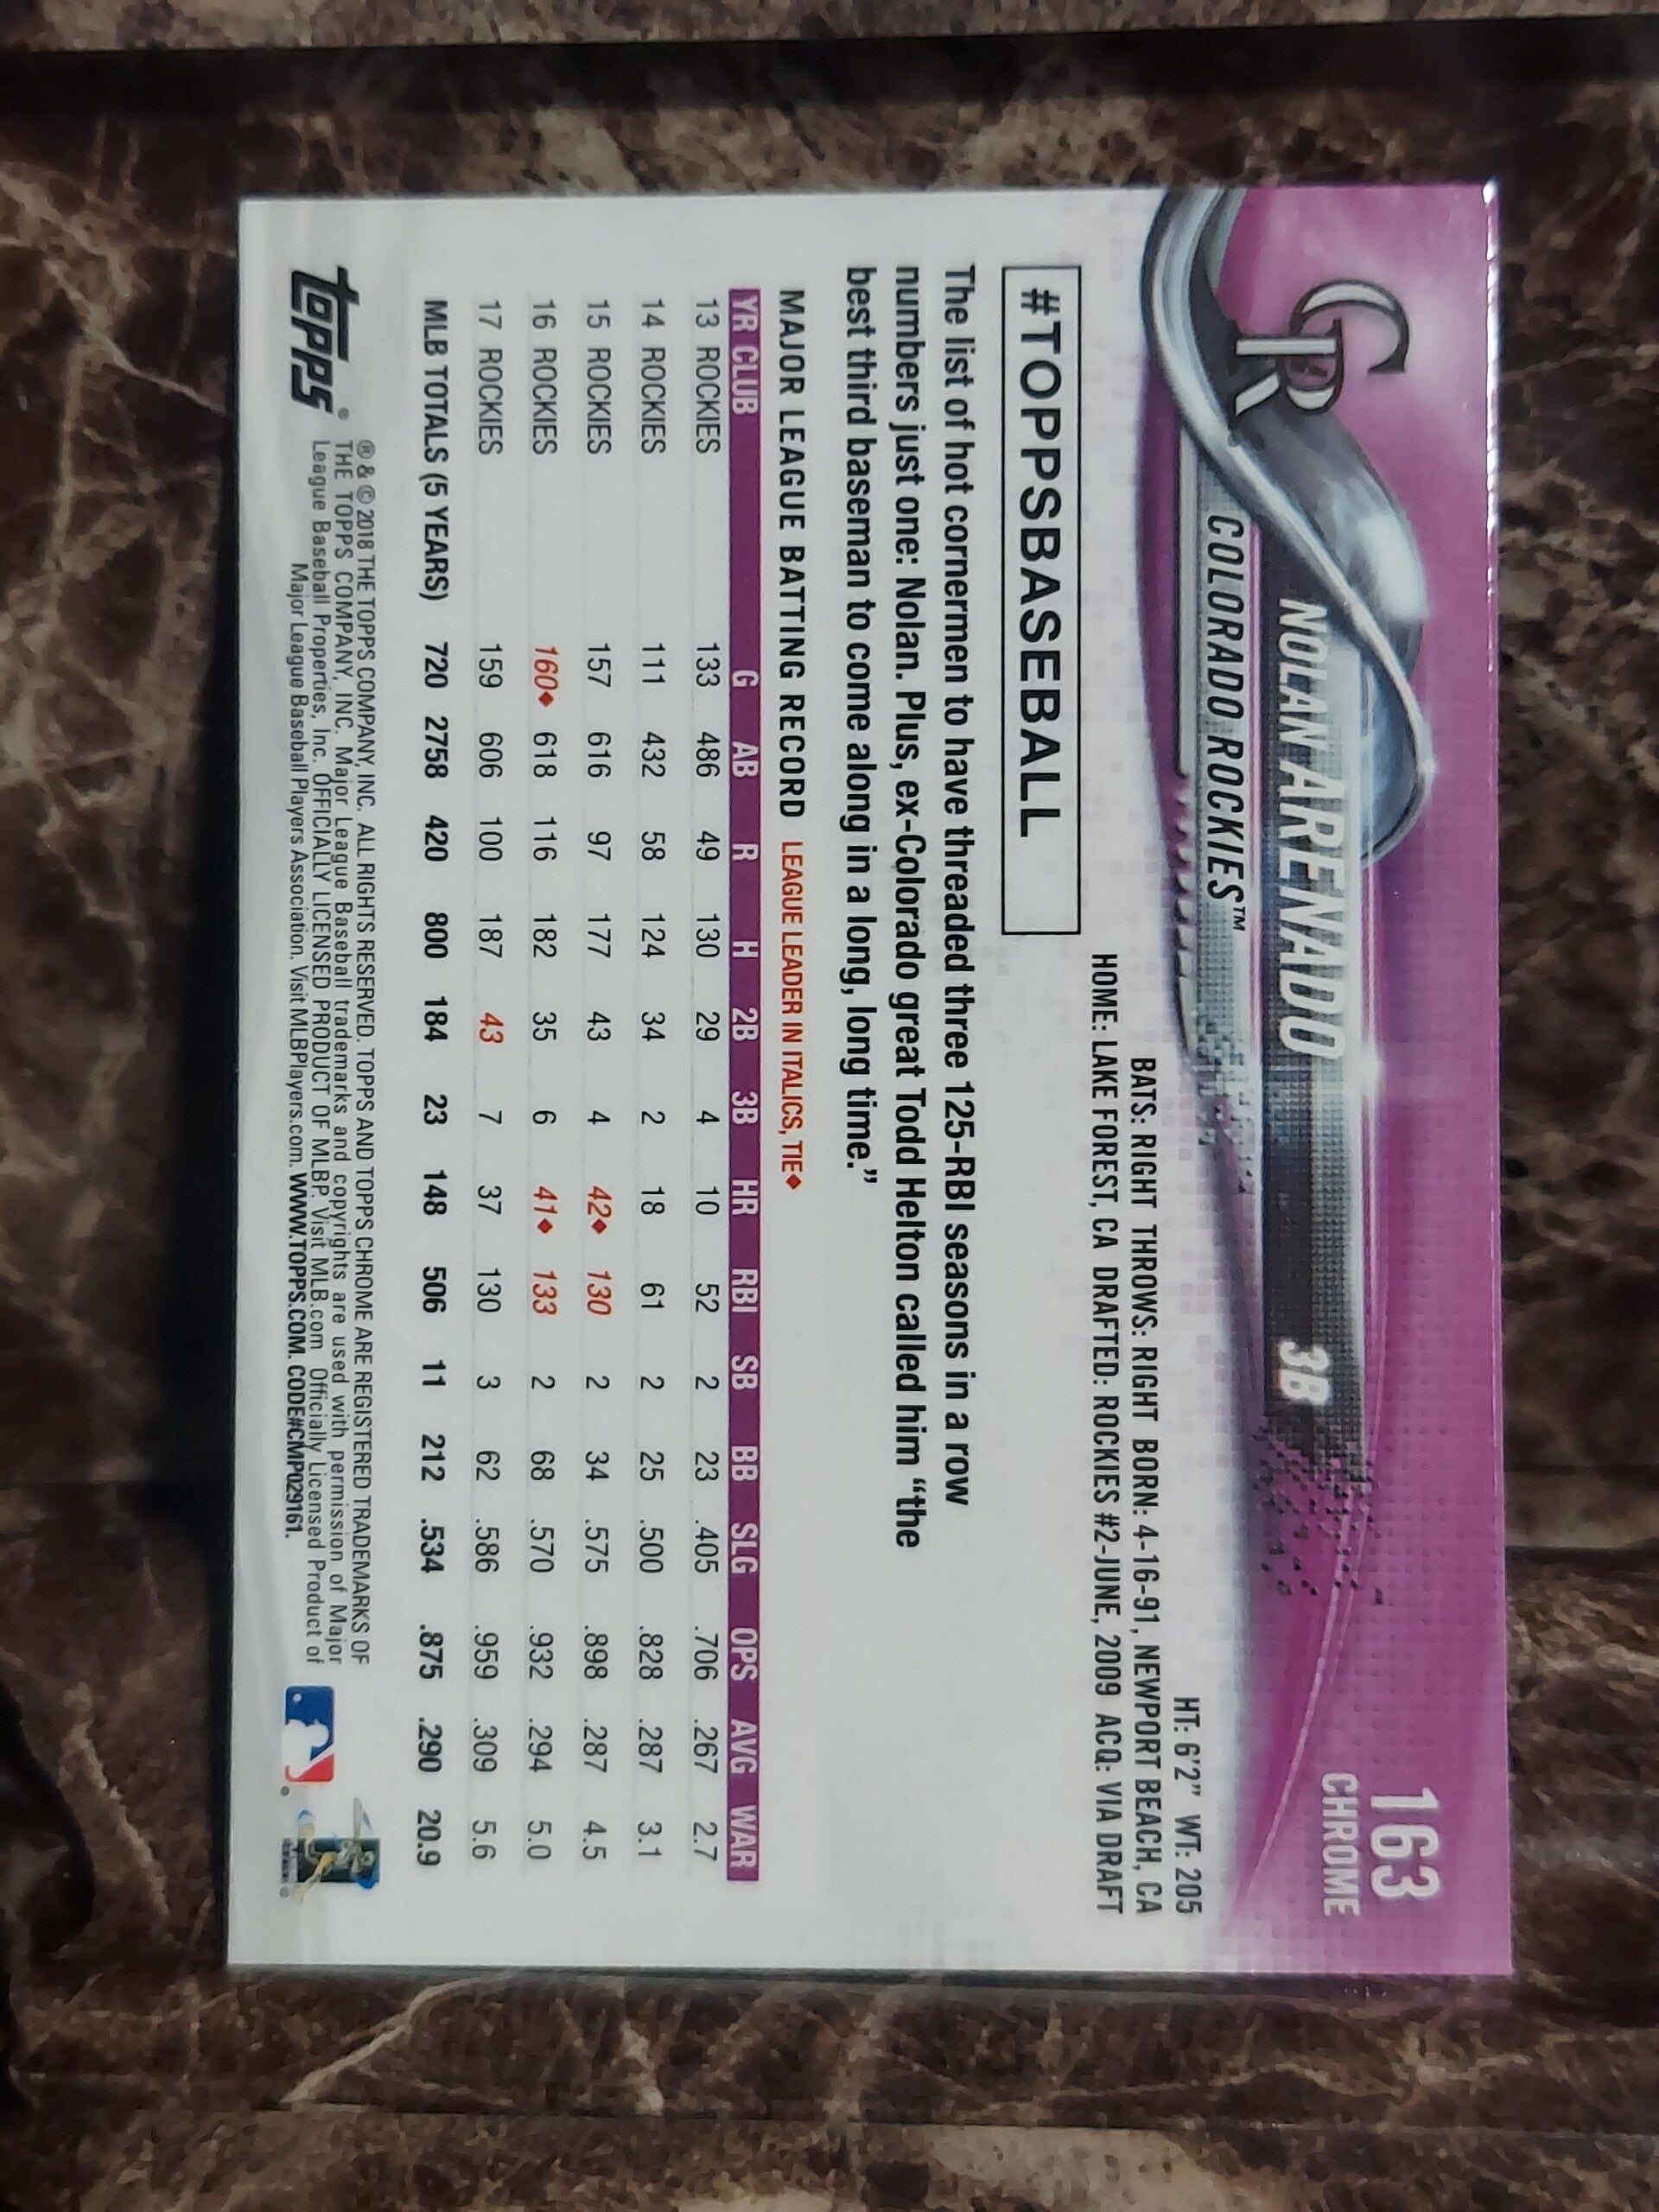 163
CHROME
CR
NOLAN ARENADO 3B
COLORADO ROCKIES™
HT: 6'2" WT: 205
BATS: RIGHT THROWS: RIGHT BORN: 4-16-91, NEWPORT BEACH, CA
HOME: LAKE FOREST, CA DRAFTED: ROCKIES #2-JUNE, 2009 ACQ: VIA DRAFT
#TOPPSBASEBALL
The list of hot cornermen to have threaded three 125-RBI seasons in a row
numbers just one: Nolan. Plus, ex-Colorado great Todd Helton called him “the
best third baseman to come along in a long, long time.”
MAJOR LEAGUE BATTING RECORD LEAGUE LEADER IN ITALICS, TIE♦
YR CLUB G AB R H 2B 3B HR RBI SB BB SLG OPS AVG WAR
13 ROCKIES 133 486 49 130 29 4 10 52 2 23 .405 .706 .267 2.7
14 ROCKIES 111 432 58 124 34 2 18 61 2 25 .500 .828 .287 3.1
15 ROCKIES 157 616 97 177 43 4 42♦ 130 2 34 .575 .898 .287 4.5
16 ROCKIES 160♦ 618 116 182 35 6 41♦ 133 2 68 .570 .932 .294 5.0
17 ROCKIES 159 606 100 187 43 7 37 130 3 62 .586 .959 .309 5.6
MLB TOTALS (5 YEARS) 720 2758 420 800 184 23 148 506 11 212 .534 .875 .290 20.9
topps®
® & © 2018 THE TOPPS COMPANY, INC. ALL RIGHTS RESERVED. TOPPS AND TOPPS CHROME ARE REGISTERED TRADEMARKS OF
THE TOPPS COMPANY, INC. Major League Baseball trademarks and copyrights are used with permission of Major
League Baseball Properties, Inc. OFFICIALLY LICENSED PRODUCT OF MLBP. Visit MLB.com Officially Licensed Product of
Major League Baseball Players Association. Visit MLBPlayers.com. WWW.TOPPS.COM. CODE#CMP029161.